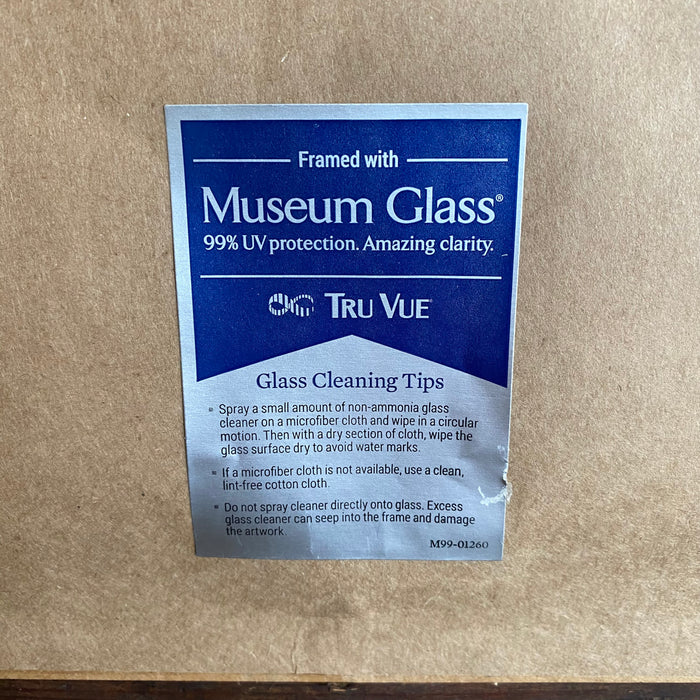 Framed with
Museum Glass®
99% UV protection. Amazing clarity.
TRU VUE
Glass Cleaning Tips
Spray a small amount of non-ammonia glass
cleaner on a microfiber cloth and wipe in a circular
motion. Then with a dry section of cloth, wipe the
glass surface dry to avoid water marks.
If a microfiber cloth is not available, use a clean,
lint-free cotton cloth.
Do not spray cleaner directly onto glass. Excess
glass cleaner can seep into the frame and damage
the artwork.
M99-01260